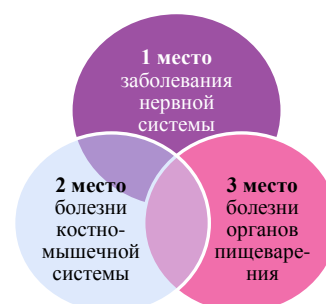 1 место
заболевания
нервной
системы
2 место
болезни
костно-
мышечной
системы
3 место
болезни
органов
пищеваре-
ния